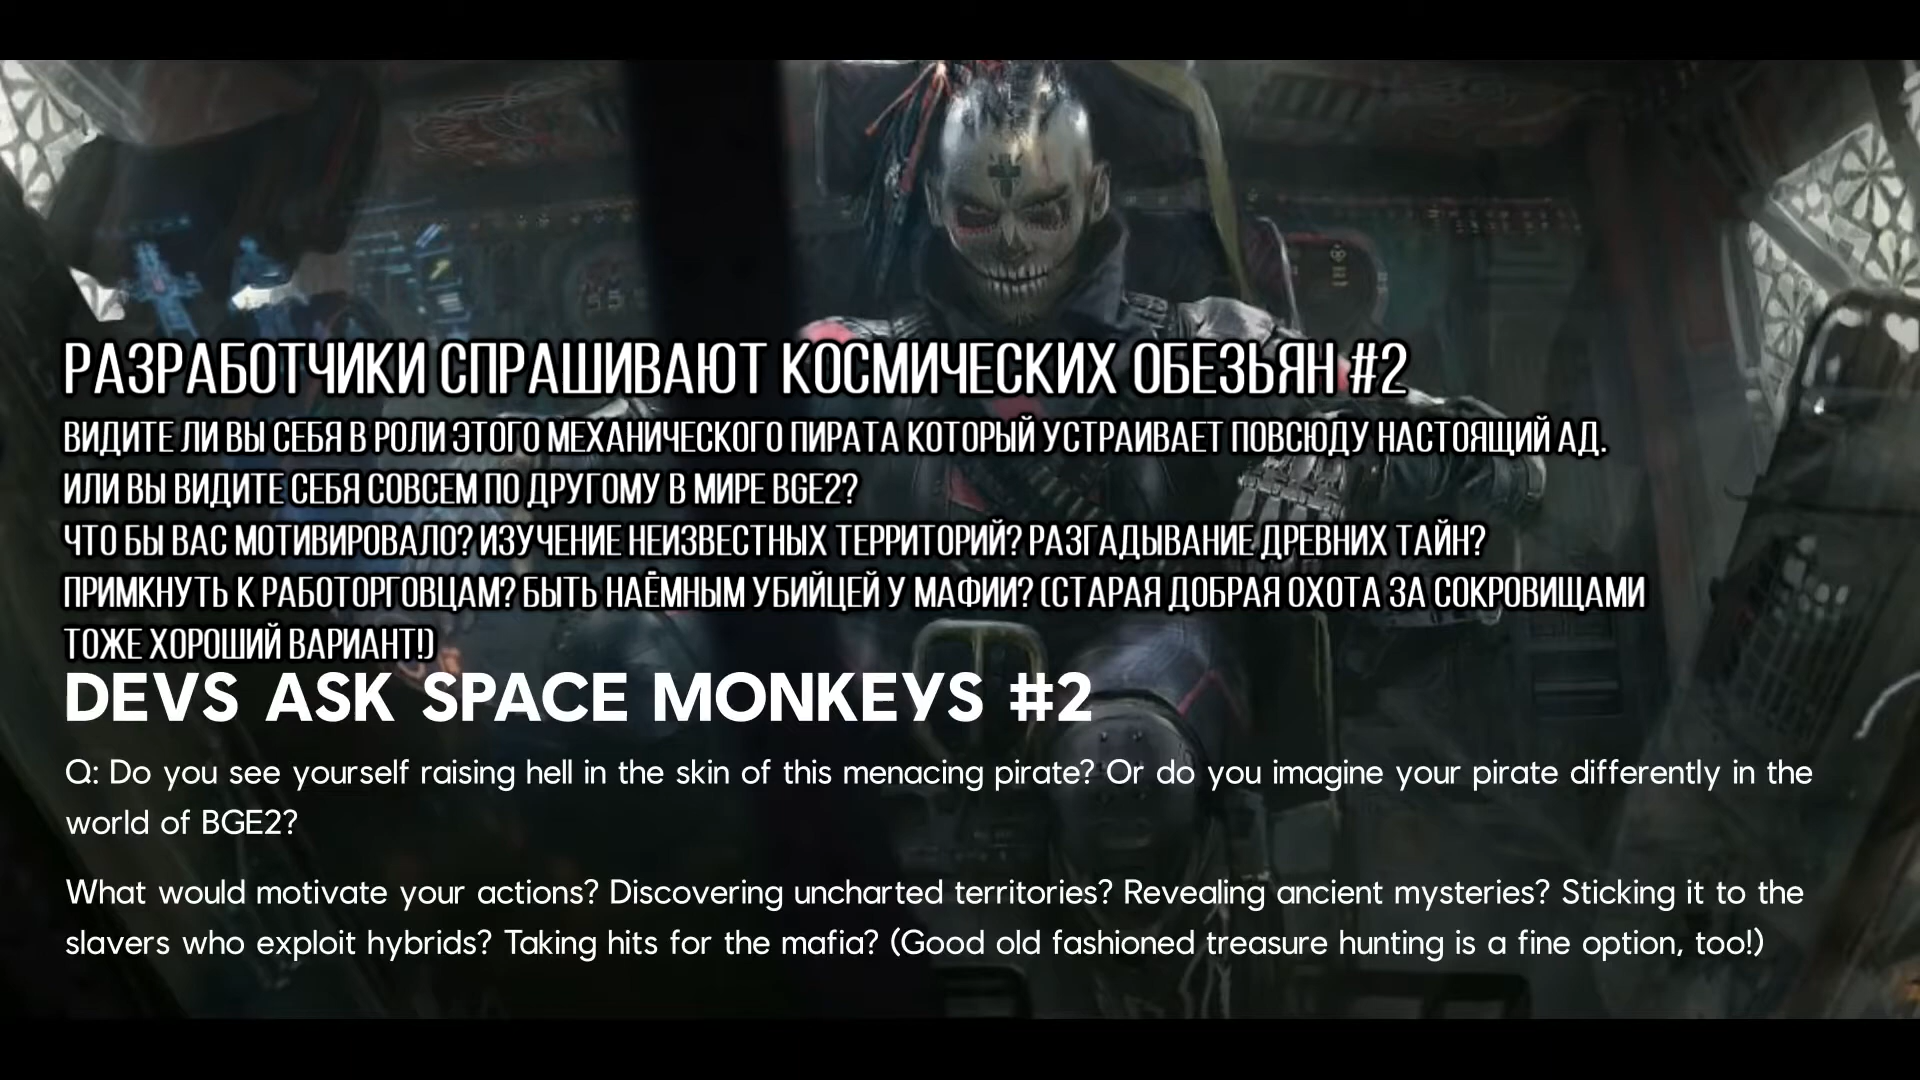 РАЗРАБОТЧИКИ СПРАШИВАЮТ КОСМИЧЕСКИХ ОБЕЗЬЯН #2
ВИДИТЕ ЛИ ВЫ СЕБЯ В РОЛИ ЭТОГО МЕХАНИЧЕСКОГО ПИРАТА КОТОРЫЙ УСТРАИВАЕТ ПОВСЮДУ НАСТОЯЩИЙ АД.
ИЛИ ВЫ ВИДИТЕ СЕБЯ СОВСЕМ ПО ДРУГОМУ В МИРЕ BGE2?
ЧТО БЫ ВАС МОТИВИРОВАЛО? ИЗУЧЕНИЕ НЕИЗВЕСТНЫХ ТЕРРИТОРИЙ? РАЗГАДЫВАНИЕ ДРЕВНИХ ТАЙН?
ПРИМКНУТЬ К РАБОТОРГОВЦАМ? БЫТЬ НАЁМНЫМ УБИЙЦЕЙ У МАФИИ? (СТАРАЯ ДОБРАЯ ОХОТА ЗА СОКРОВИЩАМИ
ТОЖЕ ХОРОШИЙ ВАРИАНТ!)
DEVS ASK SPACE MONKEYS #2
Q: Do you see yourself raising hell in the skin of this menacing pirate? Or do you imagine your pirate differently in the
world of BGE2?
What would motivate your actions? Discovering uncharted territories? Revealing ancient mysteries? Sticking it to the
slavers who exploit hybrids? Taking hits for the mafia? (Good old fashioned treasure hunting is a fine option, too!)